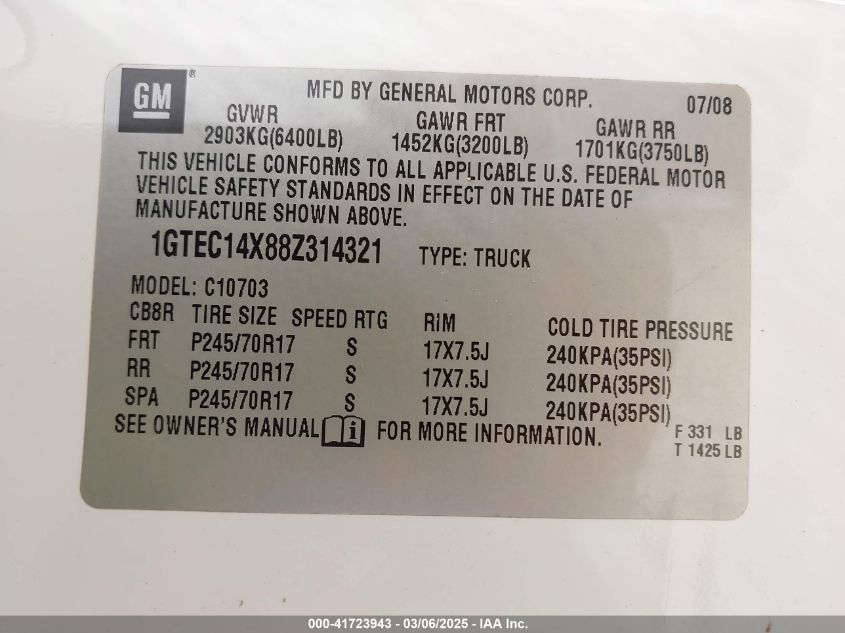 GM ®
MFD BY GENERAL MOTORS CORP. 07/08
GVWR GAWR FRT GAWR RR
2903KG(6400LB) 1452KG(3200LB) 1701KG(3750LB)
THIS VEHICLE CONFORMS TO ALL APPLICABLE U.S. FEDERAL MOTOR
VEHICLE SAFETY STANDARDS IN EFFECT ON THE DATE OF
MANUFACTURE SHOWN ABOVE.
1GTEC14X88Z314321 TYPE: TRUCK
MODEL: C10703
CB8R TIRE SIZE SPEED RTG RIM COLD TIRE PRESSURE
FRT P245/70R17 S 17X7.5J 240KPA(35PSI)
RR P245/70R17 S 17X7.5J 240KPA(35PSI)
SPA P245/70R17 S 17X7.5J 240KPA(35PSI)
SEE OWNER'S MANUAL i FOR MORE INFORMATION.
F 331 LB
T 1425 LB
000-41723943 - 03/06/2025 - IAA Inc.